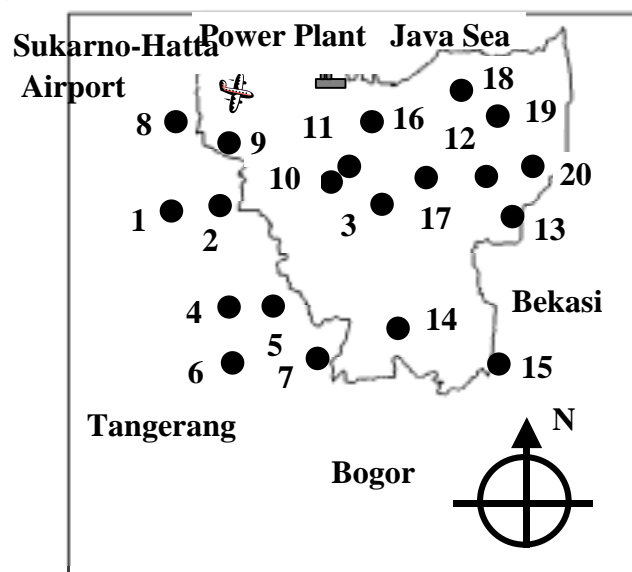 Sukarno-Hatta
Airport
Power Plant
Java Sea
18
8
11
16
19
9
12
10
20
1
2
3
17
13
4
5
14
Bekasi
6
7
15
Tangerang
N
Bogor